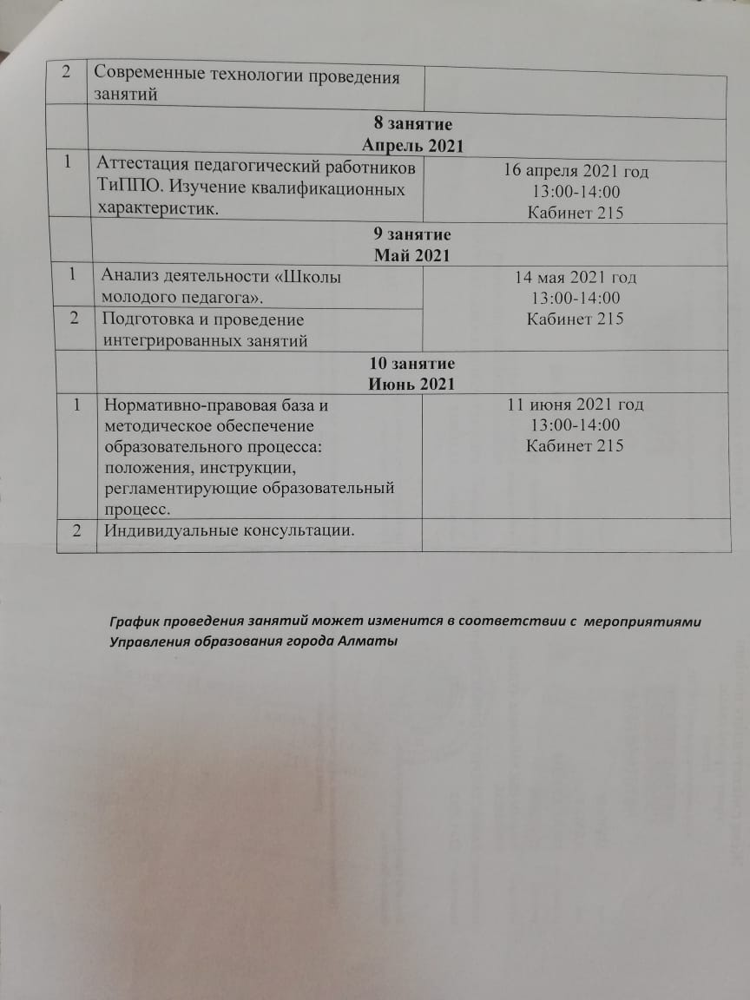 2 Современные технологии проведения
занятий
8 занятие
Апрель 2021
1 Аттестация педагогический работников
ТиППО. Изучение квалификационных
характеристик.
16 апреля 2021 год
13:00-14:00
Кабинет 215
9 занятие
Май 2021
1 Анализ деятельности «Школы
молодого педагога».
2 Подготовка и проведение
интегрированных занятий
14 мая 2021 год
13:00-14:00
Кабинет 215
10 занятие
Июнь 2021
1 Нормативно-правовая база и
методическое обеспечение
образовательного процесса:
положения, инструкции,
регламентирующие образовательный
процесс.
11 июня 2021 год
13:00-14:00
Кабинет 215
2 Индивидуальные консультации.
График проведения занятий может изменится в соответствии с мероприятиями
Управления образования города Алматы